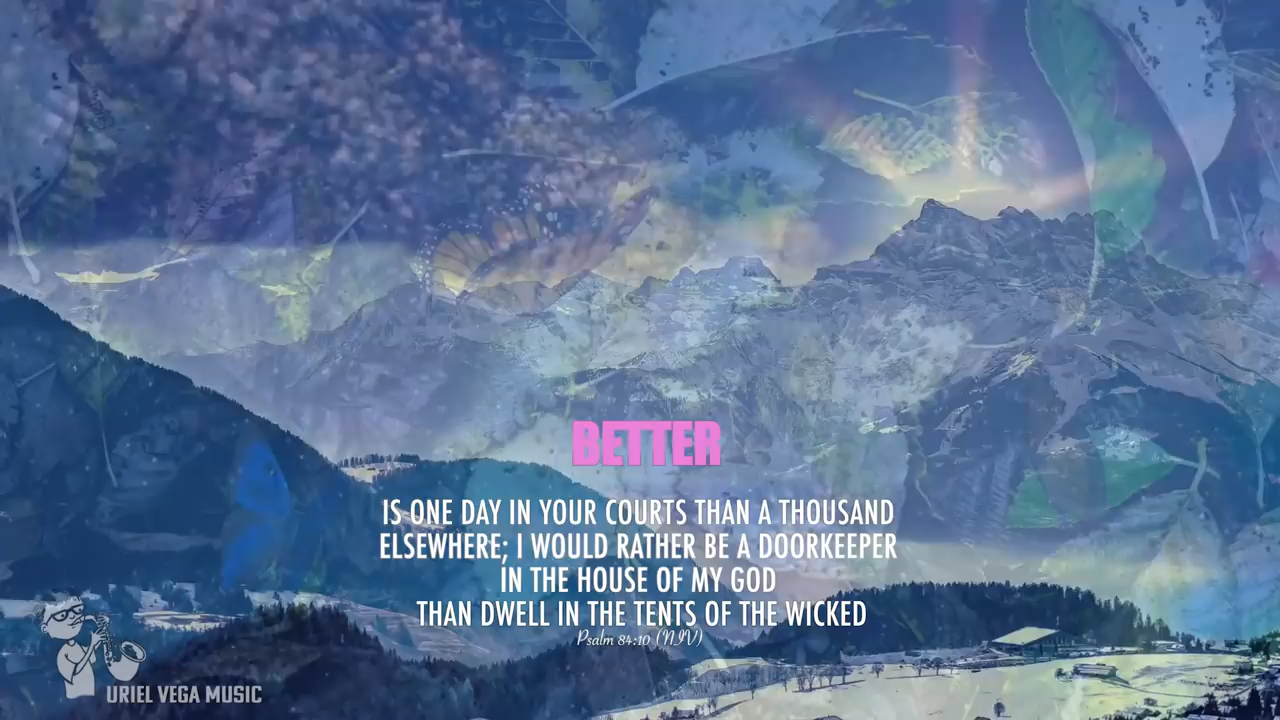 BETTER
IS ONE DAY IN YOUR COURTS THAN A THOUSAND
ELSEWHERE; I WOULD RATHER BE A DOORKEEPER
IN THE HOUSE OF MY GOD
THAN DWELL IN THE TENTS OF THE WICKED
Psalm 84:10 (NIV)
URIEL VEGA MUSIC